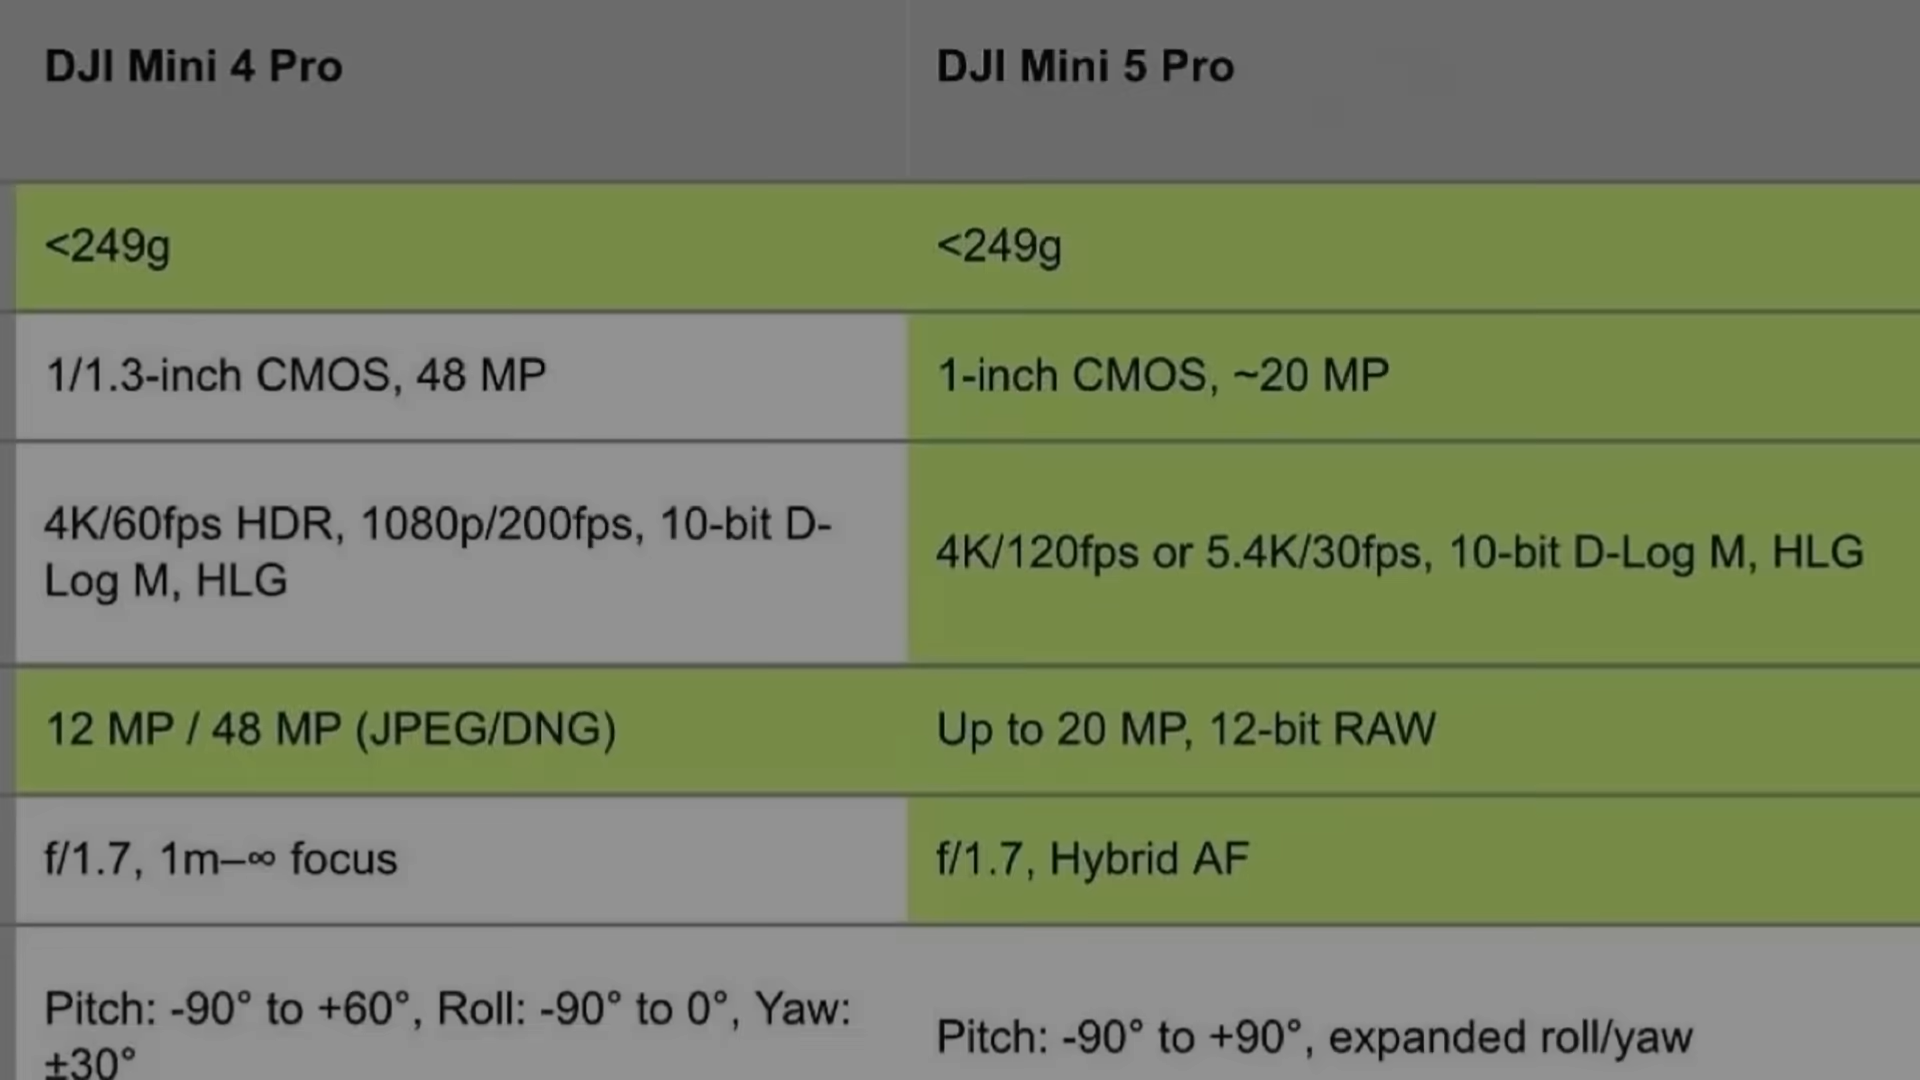 DJI Mini 4 Pro
DJI Mini 5 Pro
<249g
<249g
1/1.3-inch CMOS, 48 MP
1-inch CMOS, ~20 MP
4K/60fps HDR, 1080p/200fps, 10-bit D-
Log M, HLG
4K/120fps or 5.4K/30fps, 10-bit D-Log M, HLG
12 MP / 48 MP (JPEG/DNG)
Up to 20 MP, 12-bit RAW
f/1.7, 1m–∞ focus
f/1.7, Hybrid AF
Pitch: -90° to +60°, Roll: -90° to 0°, Yaw:
±30°
Pitch: -90° to +90°, expanded roll/yaw